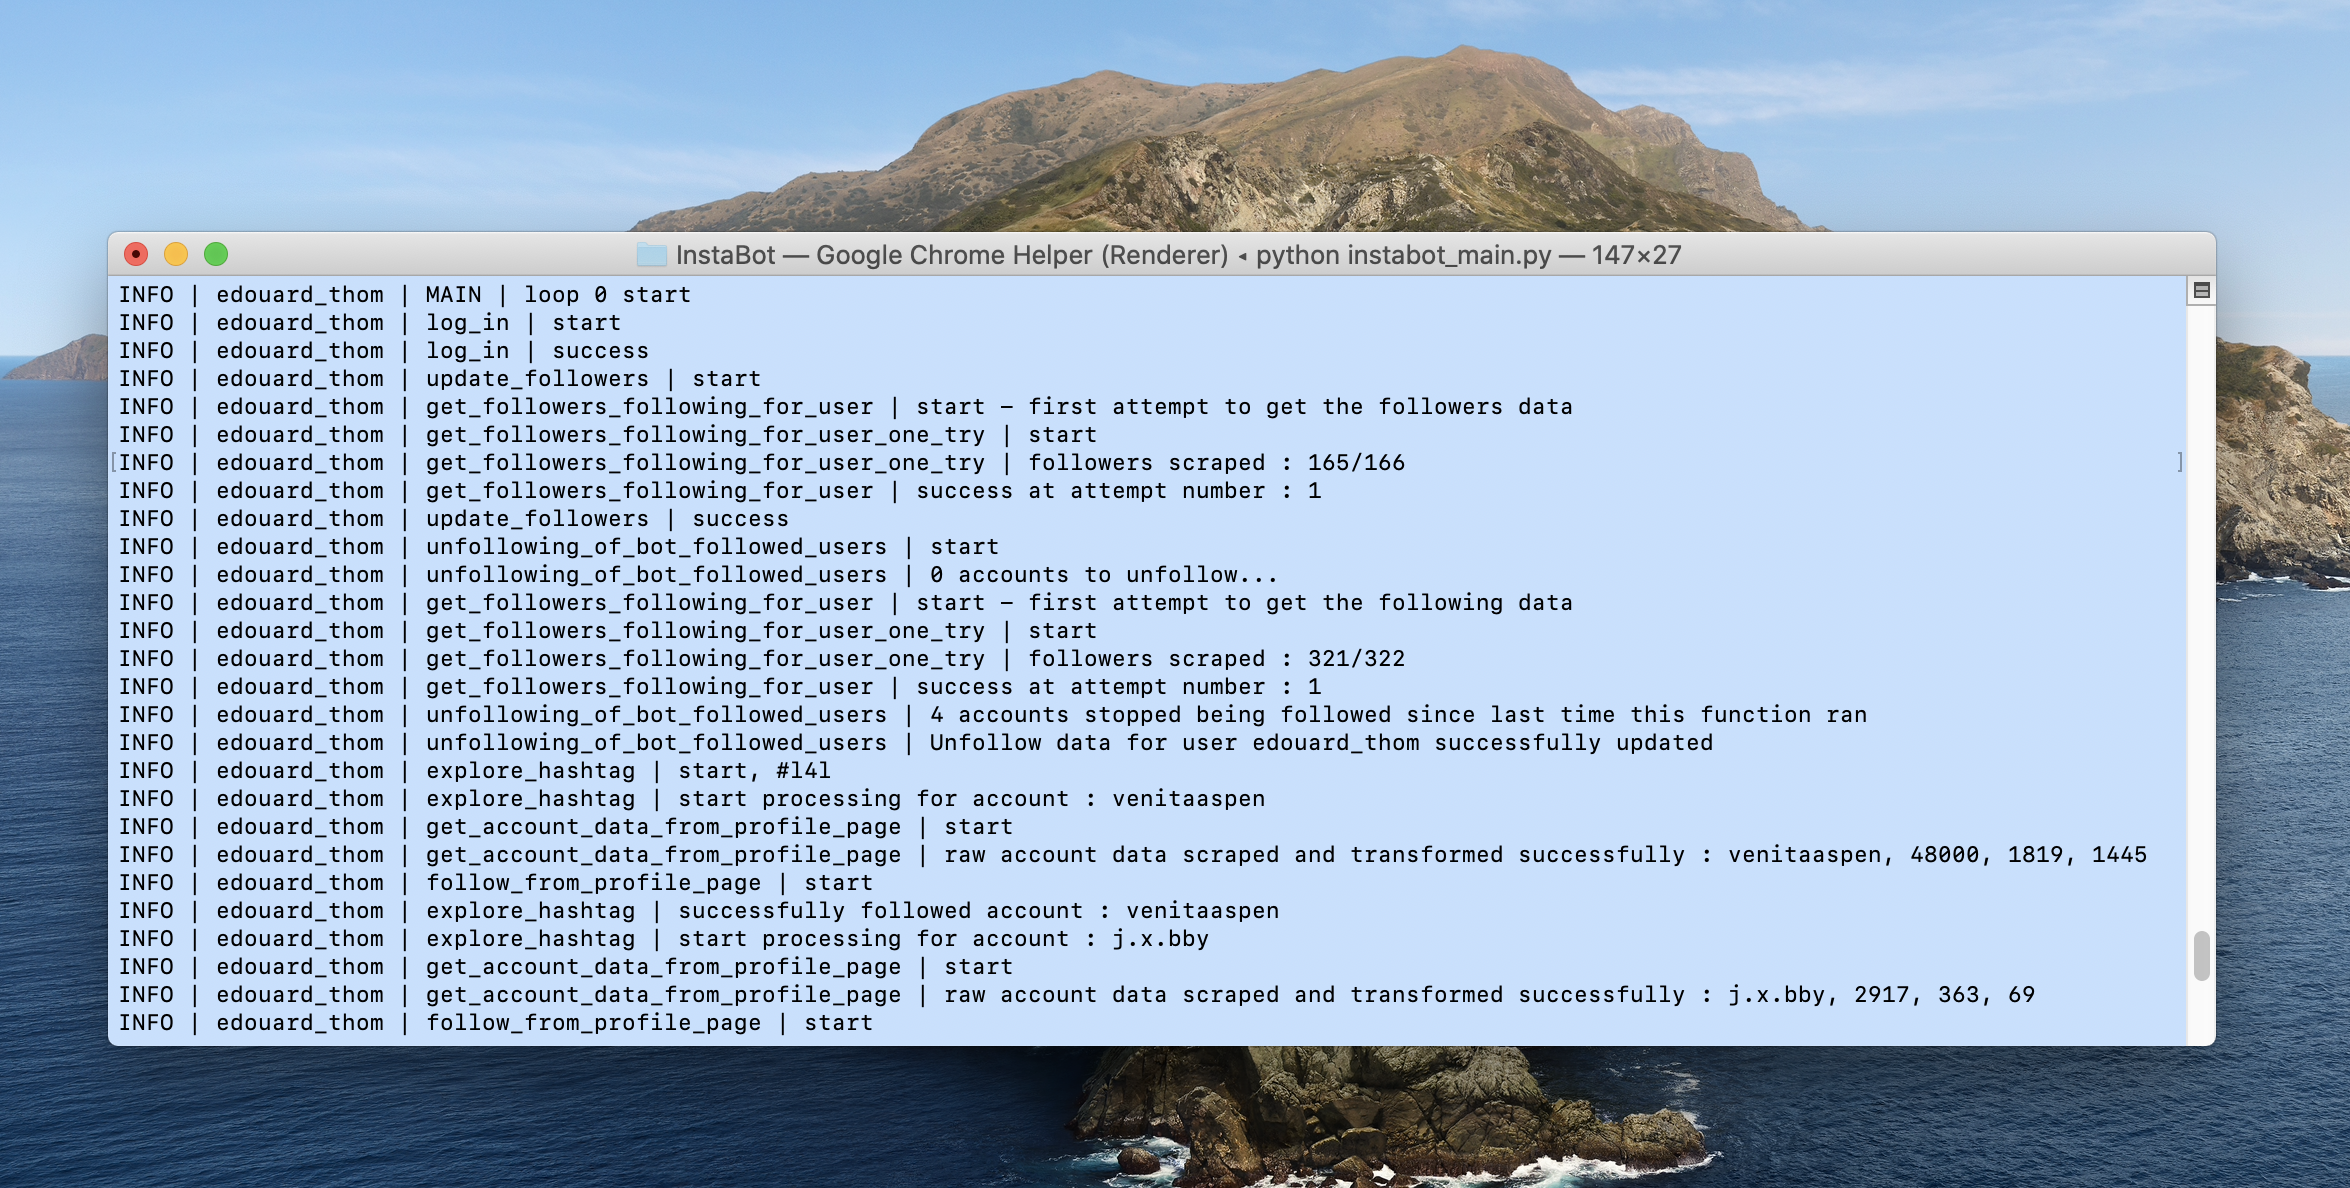 InstaBot — Google Chrome Helper (Renderer) ◂ python instabot_main.py — 147×27
INFO | edouard_thom | MAIN | loop 0 start
INFO | edouard_thom | log_in | start
INFO | edouard_thom | log_in | success
INFO | edouard_thom | update_followers | start
INFO | edouard_thom | get_followers_following_for_user | start – first attempt to get the followers data
INFO | edouard_thom | get_followers_following_for_user_one_try | start
[INFO | edouard_thom | get_followers_following_for_user_one_try | followers scraped : 165/166 ]
INFO | edouard_thom | get_followers_following_for_user | success at attempt number : 1
INFO | edouard_thom | update_followers | success
INFO | edouard_thom | unfollowing_of_bot_followed_users | start
INFO | edouard_thom | unfollowing_of_bot_followed_users | 0 accounts to unfollow...
INFO | edouard_thom | get_followers_following_for_user | start – first attempt to get the following data
INFO | edouard_thom | get_followers_following_for_user_one_try | start
INFO | edouard_thom | get_followers_following_for_user_one_try | followers scraped : 321/322
INFO | edouard_thom | get_followers_following_for_user | success at attempt number : 1
INFO | edouard_thom | unfollowing_of_bot_followed_users | 4 accounts stopped being followed since last time this function ran
INFO | edouard_thom | unfollowing_of_bot_followed_users | Unfollow data for user edouard_thom successfully updated
INFO | edouard_thom | explore_hashtag | start, #l4l
INFO | edouard_thom | explore_hashtag | start processing for account : venitaaspen
INFO | edouard_thom | get_account_data_from_profile_page | start
INFO | edouard_thom | get_account_data_from_profile_page | raw account data scraped and transformed successfully : venitaaspen, 48000, 1819, 1445
INFO | edouard_thom | follow_from_profile_page | start
INFO | edouard_thom | explore_hashtag | successfully followed account : venitaaspen
INFO | edouard_thom | explore_hashtag | start processing for account : j.x.bby
INFO | edouard_thom | get_account_data_from_profile_page | start
INFO | edouard_thom | get_account_data_from_profile_page | raw account data scraped and transformed successfully : j.x.bby, 2917, 363, 69
INFO | edouard_thom | follow_from_profile_page | start